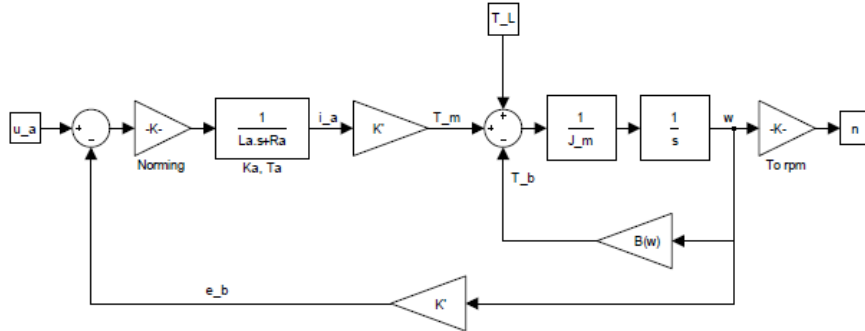 T_L
u_a
+
−
-K-
Norming
1
La.s+Ra
Ka, Ta
i_a
K'
T_m
+
+
−
1
J_m
1
s
w
-K-
To rpm
n
T_b
B(w)
e_b
K'